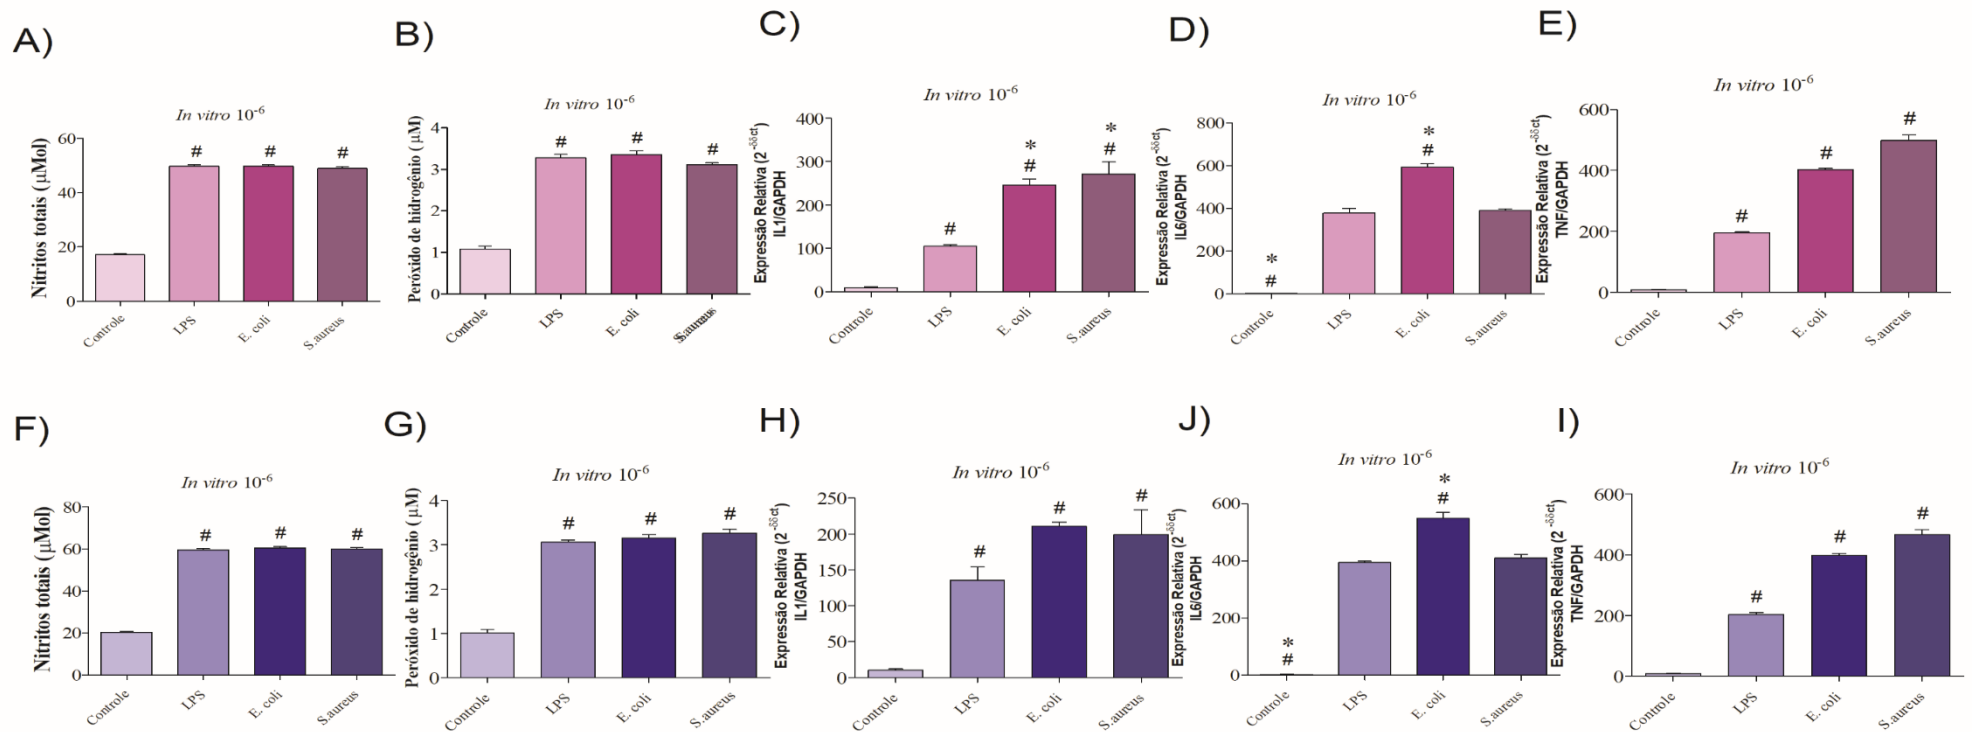 A)
In vitro 10-6
Nitritos totais (µMol)
60
40
20
0
# # #
Controle LPS E. coli S.aureus
B)
In vitro 10-6
Peróxido de hidrogênio (µM)
4
3
2
1
0
# # #
Controle LPS E. coli S.aureus
C)
In vitro 10-6
Expressão Relativa (2-δδct)
IL1/GAPDH
400
300
200
100
0
* *
# # #
Controle LPS E. coli S.aureus
D)
In vitro 10-6
Expressão Relativa (2-δδct)
IL6/GAPDH
800
600
400
200
0
* *
# #
Controle LPS E. coli S.aureus
E)
In vitro 10-6
Expressão Relativa (2-δδct)
TNF/GAPDH
600
400
200
0
# # #
Controle LPS E. coli S.aureus
F)
In vitro 10-6
Nitritos totais (µMol)
80
60
40
20
0
# # #
Controle LPS E. coli S.aureus
G)
In vitro 10-6
Peróxido de hidrogênio (µM)
4
3
2
1
0
# # #
Controle LPS E. coli S.aureus
H)
In vitro 10-6
Expressão Relativa (2-δδct)
IL1/GAPDH
250
200
150
100
50
0
# # #
Controle LPS E. coli S.aureus
J)
In vitro 10-6
Expressão Relativa (2-δδct)
IL6/GAPDH
600
400
200
0
* *
# #
Controle LPS E. coli S.aureus
I)
In vitro 10-6
Expressão Relativa (2-δδct)
TNF/GAPDH
600
400
200
0
# # #
Controle LPS E. coli S.aureus